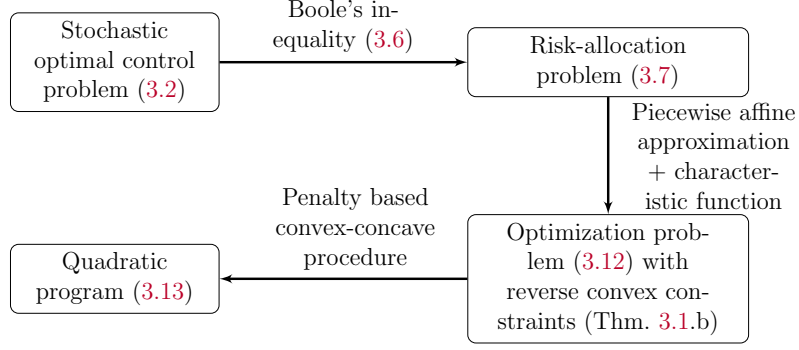 Stochastic
optimal control
problem (3.2)
Boole's in-
equality (3.6)
Risk-allocation
problem (3.7)
Piecewise affine
approximation
+ character-
istic function
Optimization prob-
lem (3.12) with
reverse convex con-
straints (Thm. 3.1.b)
Penalty based
convex-concave
procedure
Quadratic
program (3.13)